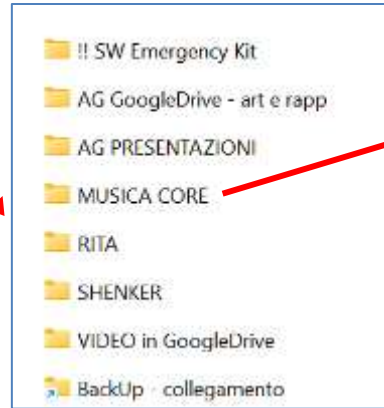 !! SW Emergency Kit
AG GoogleDrive - art e rapp
AG PRESENTAZIONI
MUSICA CORE
RITA
SHENKER
VIDEO in GoogleDrive
BackUp - collegamento